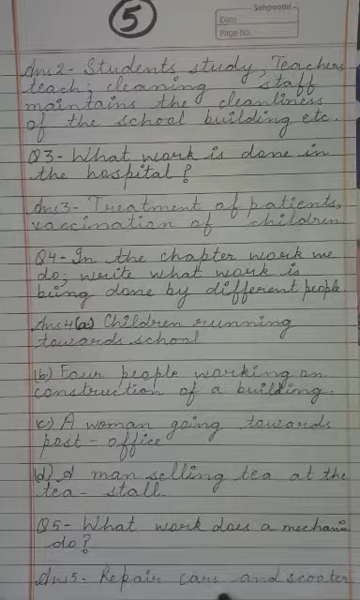 5
Sehpaathi
Date
Page No.
Ans2- Students study, Teachers
teach; cleaning staff
maintains the cleanliness
of the school building etc.
Q3- What work is done in
the hospital?
Ans3- Treatment of patients,
vaccination of children
Q4- In the chapter work we
do; write what work is
being done by different people
Ans4(a) Children running
towards school
(b) Four people working on
construction of a building.
(c) A woman going towards
post-office
(d) A man selling tea at the
tea-stall.
Q5- What work does a mechanic
do?
Ans5- Repair cars and scooter